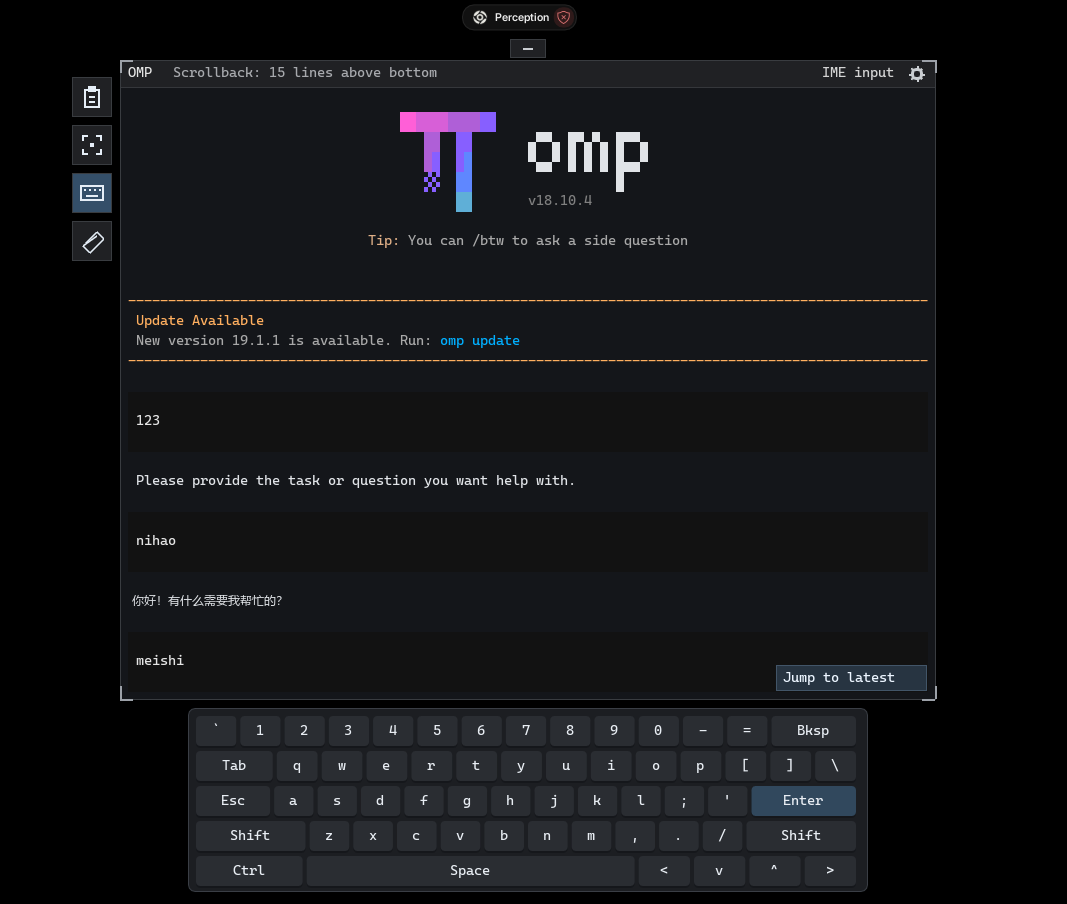 Perception
OMP Scrollback: 15 lines above bottom IME input
omp
v18.10.4
Tip: You can /btw to ask a side question
Update Available
New version 19.1.1 is available. Run: omp update
123
Please provide the task or question you want help with.
nihao
你好！有什么需要我帮忙的？
meishi
Jump to latest
` 1 2 3 4 5 6 7 8 9 0 - = Bksp
Tab q w e r t y u i o p [ ] \
Esc a s d f g h j k l ; ' Enter
Shift z x c v b n m , . / Shift
Ctrl Space < v ^ >